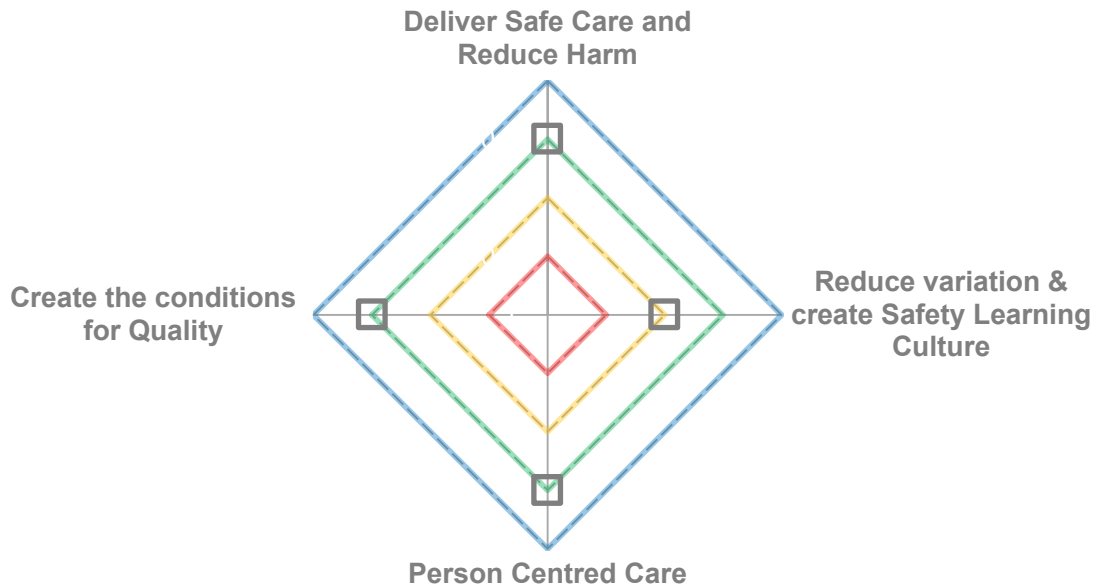 Deliver Safe Care and
Reduce Harm
Create the conditions
for Quality
Reduce variation &
create Safety Learning
Culture
Person Centred Care